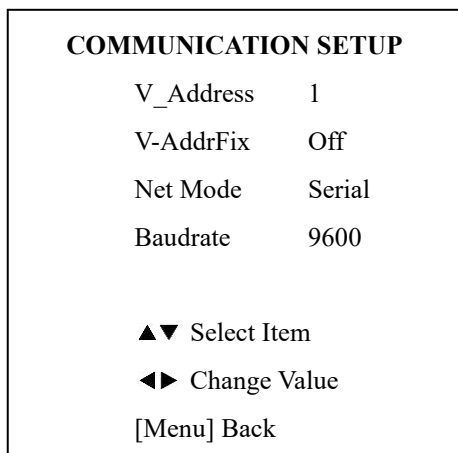 COMMUNICATION SETUP
V_Address 1
V-AddrFix Off
Net Mode Serial
Baudrate 9600
▲▼ Select Item
◀▶ Change Value
[Menu] Back